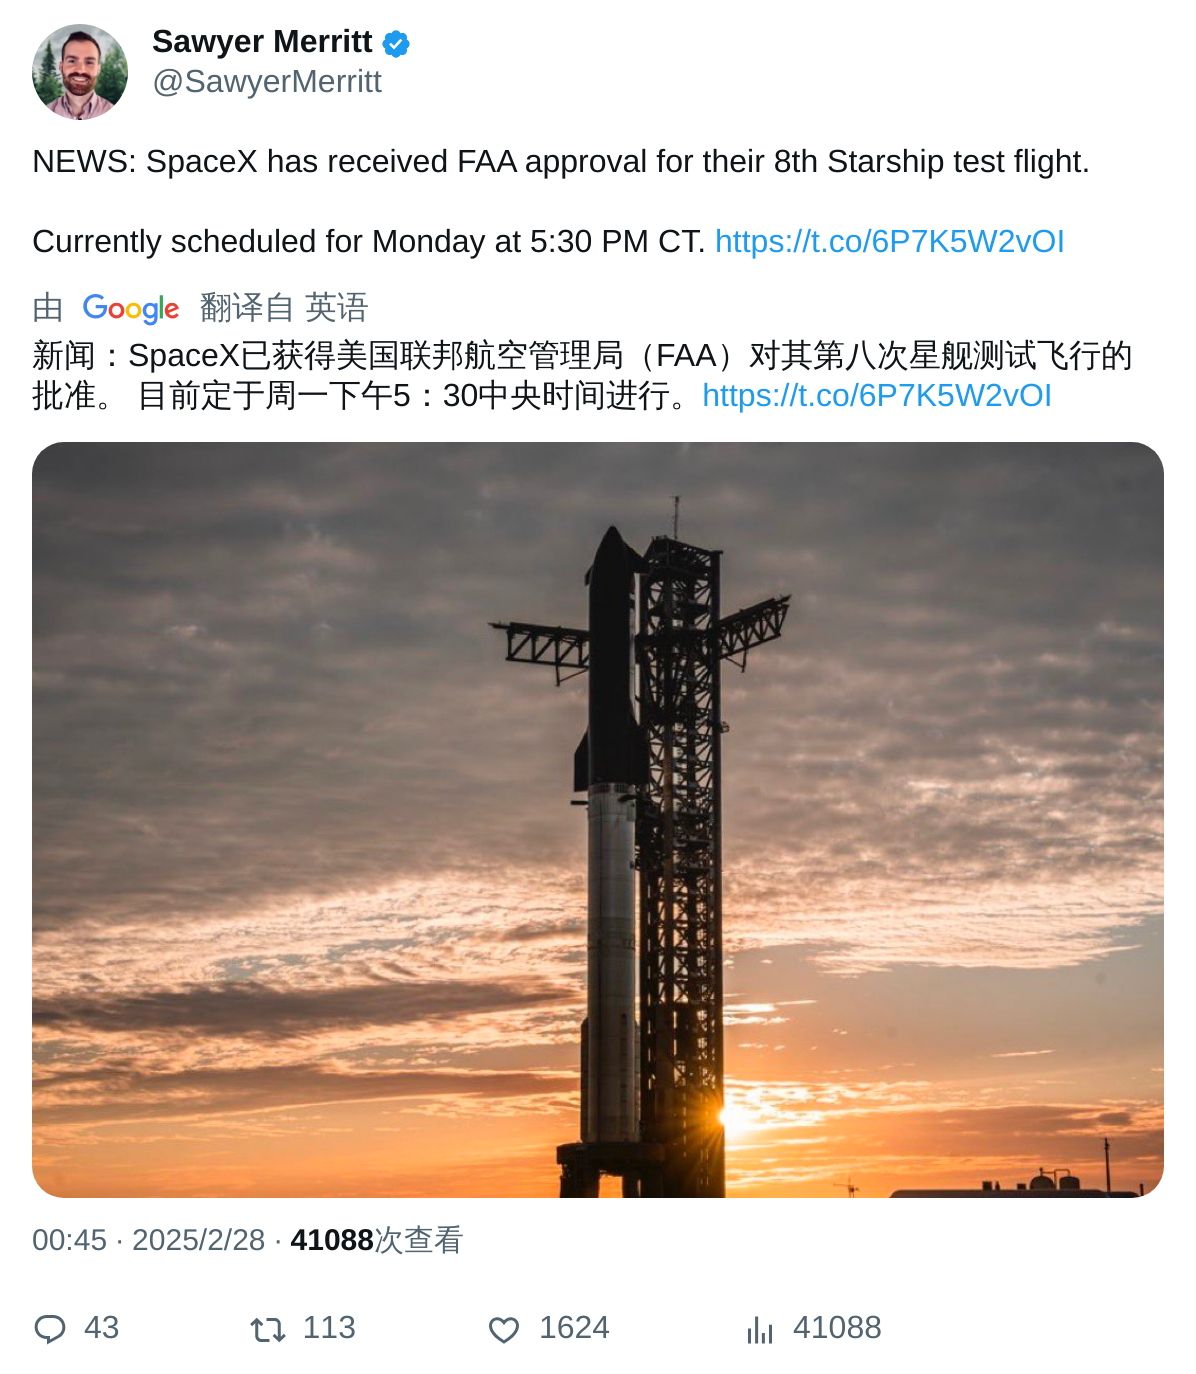 Sawyer Merritt
@SawyerMerritt
NEWS: SpaceX has received FAA approval for their 8th Starship test flight.
Currently scheduled for Monday at 5:30 PM CT. https://t.co/6P7K5W2vOI
由 Google 翻译自 英语
新闻：SpaceX已获得美国联邦航空管理局（FAA）对其第八次星舰测试飞行的
批准。 目前定于周一下午5：30中央时间进行。https://t.co/6P7K5W2vOI
00:45 · 2025/2/28 · 41088次查看
43 113 1624 41088